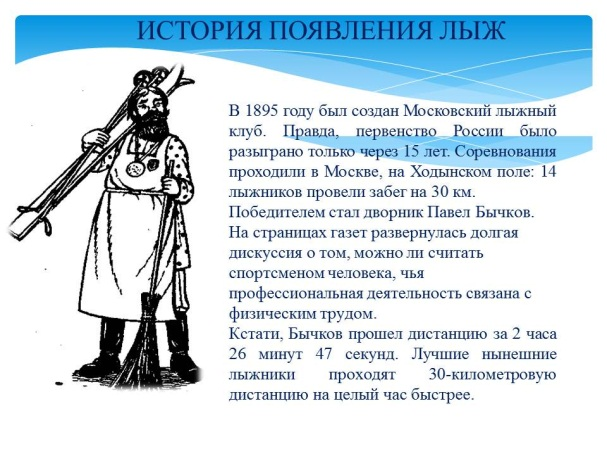 ИСТОРИЯ ПОЯВЛЕНИЯ ЛЫЖ
В 1895 году был создан Московский лыжный
клуб. Правда, первенство России было
разыграно только через 15 лет. Соревнования
проходили в Москве, на Ходынском поле: 14
лыжников провели забег на 30 км.
Победителем стал дворник Павел Бычков.
На страницах газет развернулась долгая
дискуссия о том, можно ли считать
спортсменом человека, чья
профессиональная деятельность связана с
физическим трудом.
Кстати, Бычков прошел дистанцию за 2 часа
26 минут 47 секунд. Лучшие нынешние
лыжники проходят 30-километровую
дистанцию на целый час быстрее.